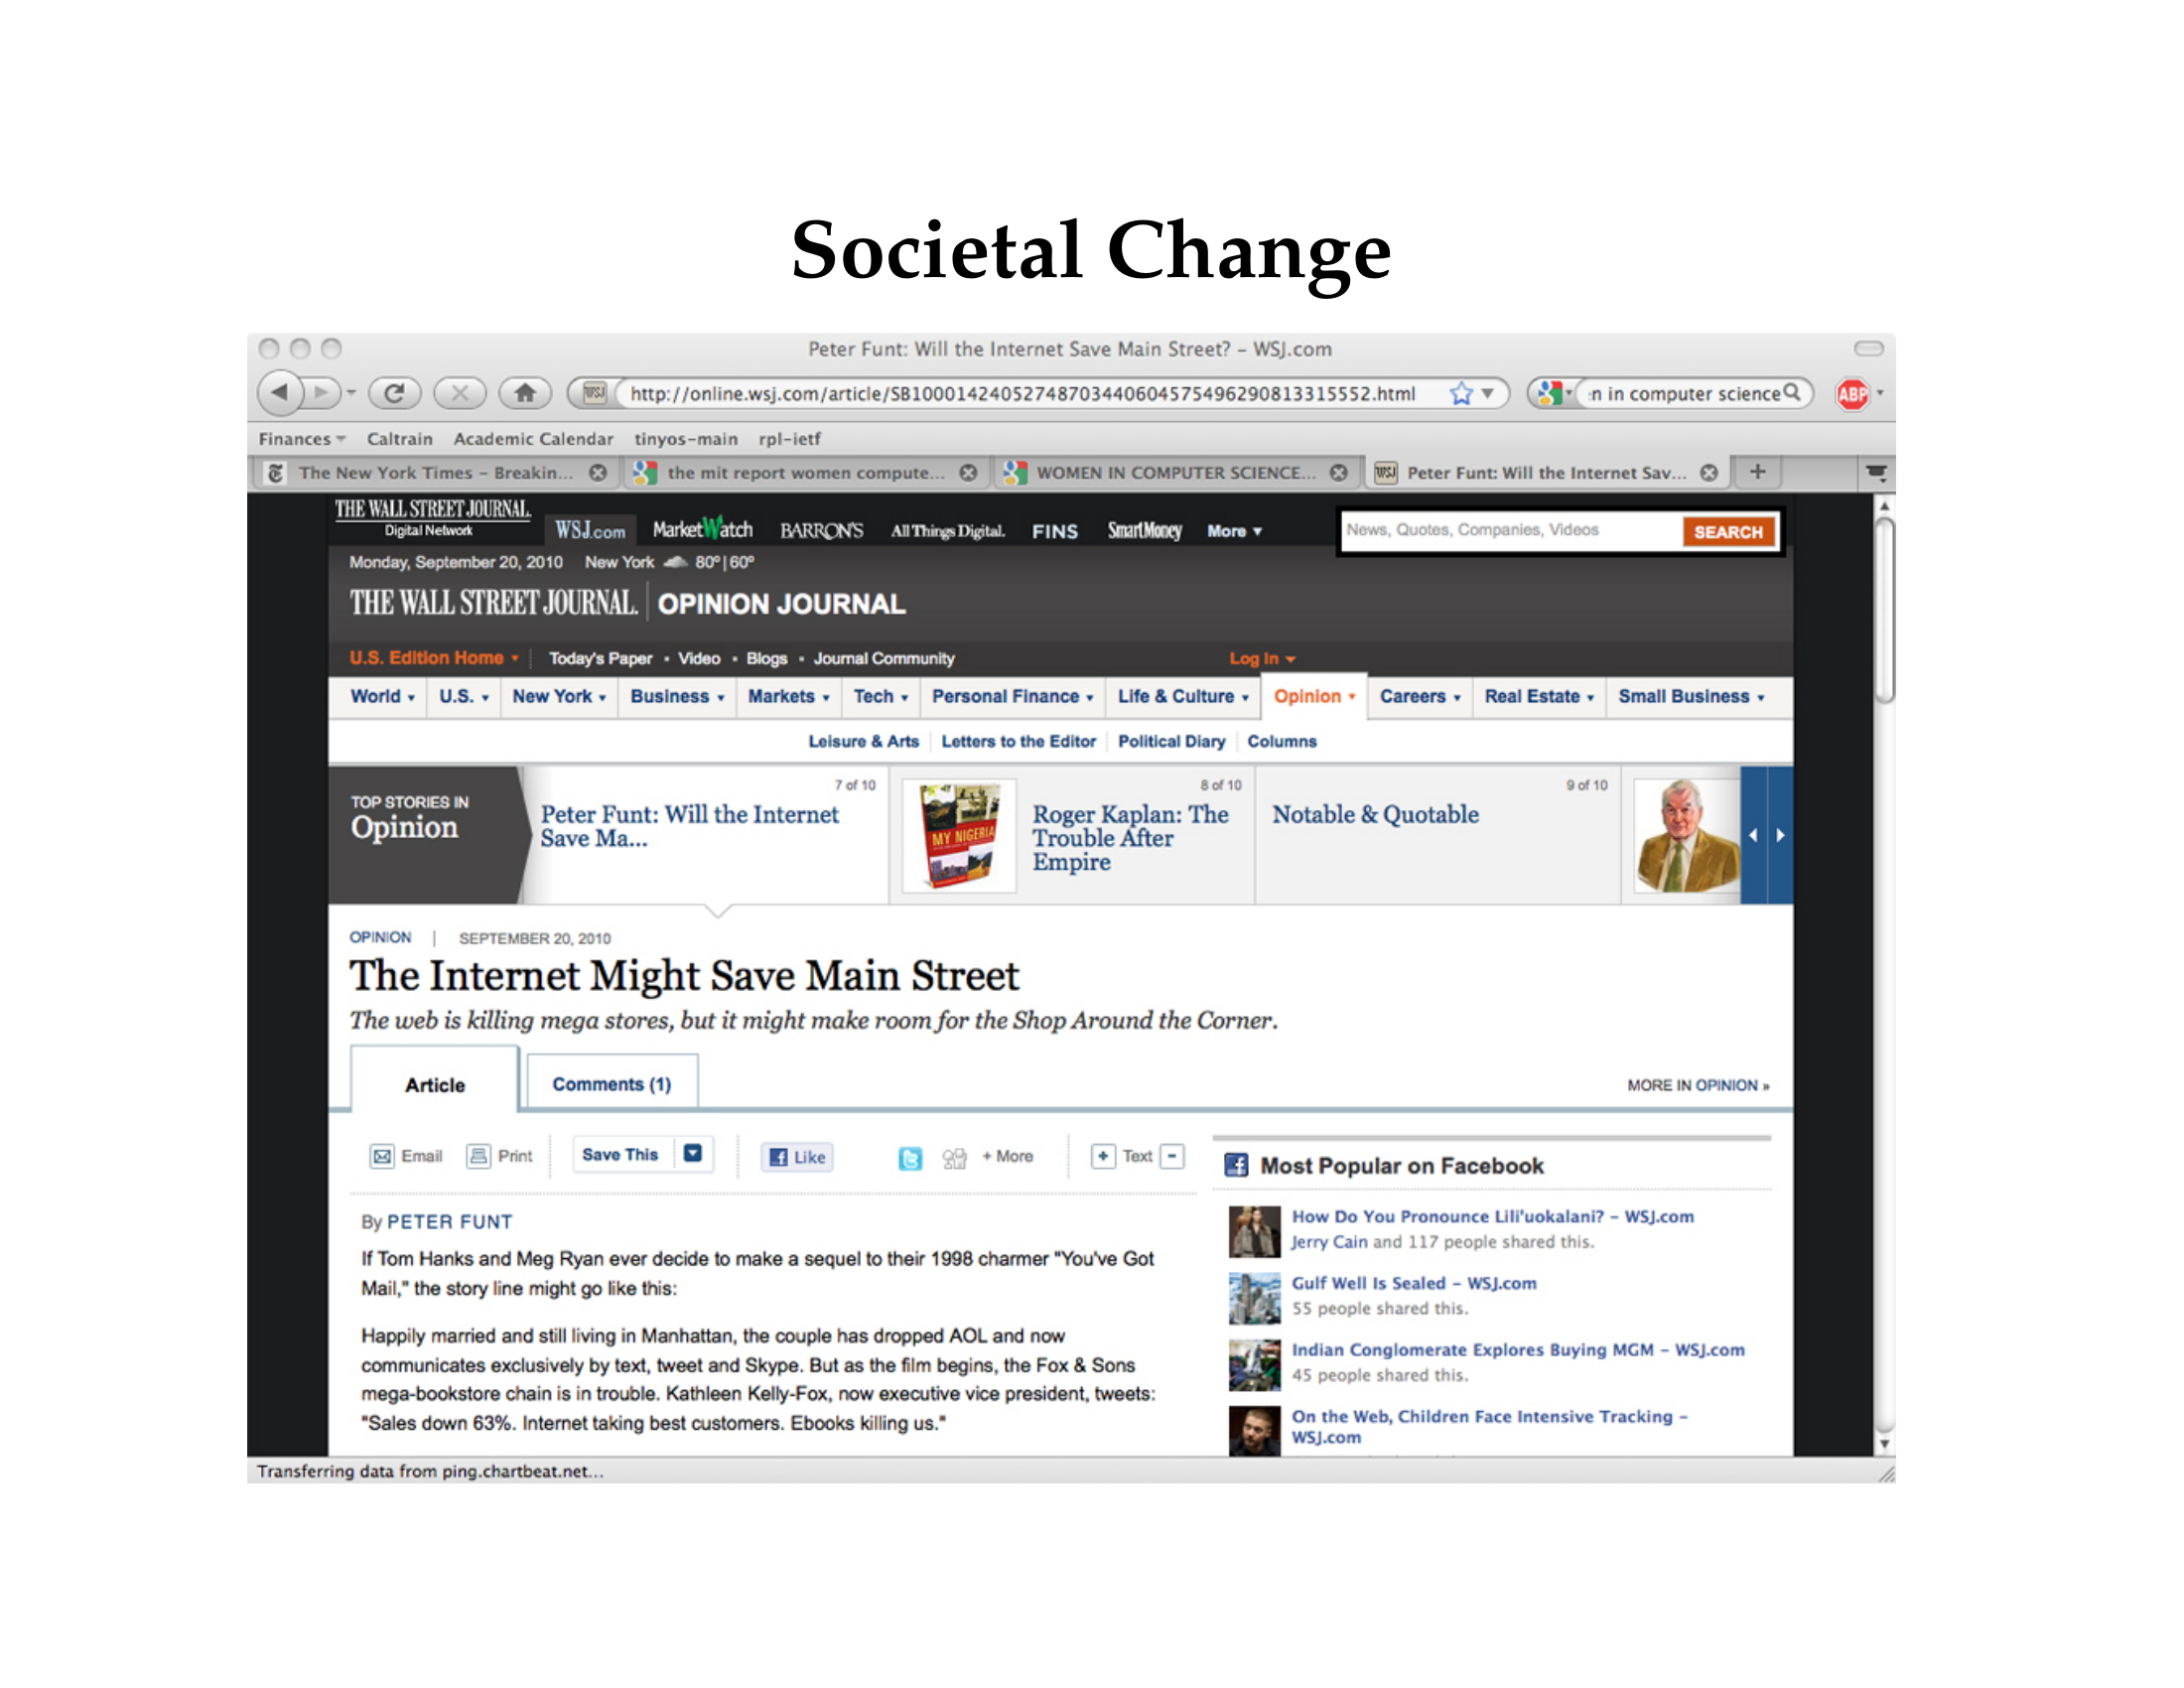 Societal Change
Peter Funt: Will the Internet Save Main Street? – WSJ.com
WSJ http://online.wsj.com/article/SB10001424052748703440604575496290813315552.html n in computer science ABP
Finances Caltrain Academic Calendar tinyos-main rpl-ietf
The New York Times – Breakin... the mit report women compute... WOMEN IN COMPUTER SCIENCE... WSJ Peter Funt: Will the Internet Sav... +
THE WALL STREET JOURNAL.
Digital Network
WSJ.com MarketWatch BARRON'S All Things Digital. FINS SmartMoney More News, Quotes, Companies, Videos SEARCH
Monday, September 20, 2010 New York 80º | 60º
THE WALL STREET JOURNAL. OPINION JOURNAL
U.S. Edition Home Today's Paper ▪ Video ▪ Blogs ▪ Journal Community Log In
World U.S. New York Business Markets Tech Personal Finance Life & Culture Opinion Careers Real Estate Small Business
Leisure & Arts Letters to the Editor Political Diary Columns
TOP STORIES IN
Opinion
7 of 10
Peter Funt: Will the Internet
Save Ma...
MY NIGERIA
8 of 10
Roger Kaplan: The
Trouble After
Empire
9 of 10
Notable & Quotable
OPINION | SEPTEMBER 20, 2010
The Internet Might Save Main Street
The web is killing mega stores, but it might make room for the Shop Around the Corner.
Article Comments (1) MORE IN OPINION »
Email Print Save This Like + More + Text -
By PETER FUNT
If Tom Hanks and Meg Ryan ever decide to make a sequel to their 1998 charmer "You've Got
Mail," the story line might go like this:
Happily married and still living in Manhattan, the couple has dropped AOL and now
communicates exclusively by text, tweet and Skype. But as the film begins, the Fox & Sons
mega-bookstore chain is in trouble. Kathleen Kelly-Fox, now executive vice president, tweets:
"Sales down 63%. Internet taking best customers. Ebooks killing us."
Most Popular on Facebook
How Do You Pronounce Lili'uokalani? – WSJ.com
Jerry Cain and 117 people shared this.
Gulf Well Is Sealed – WSJ.com
55 people shared this.
Indian Conglomerate Explores Buying MGM – WSJ.com
45 people shared this.
On the Web, Children Face Intensive Tracking –
WSJ.com
Transferring data from ping.chartbeat.net...